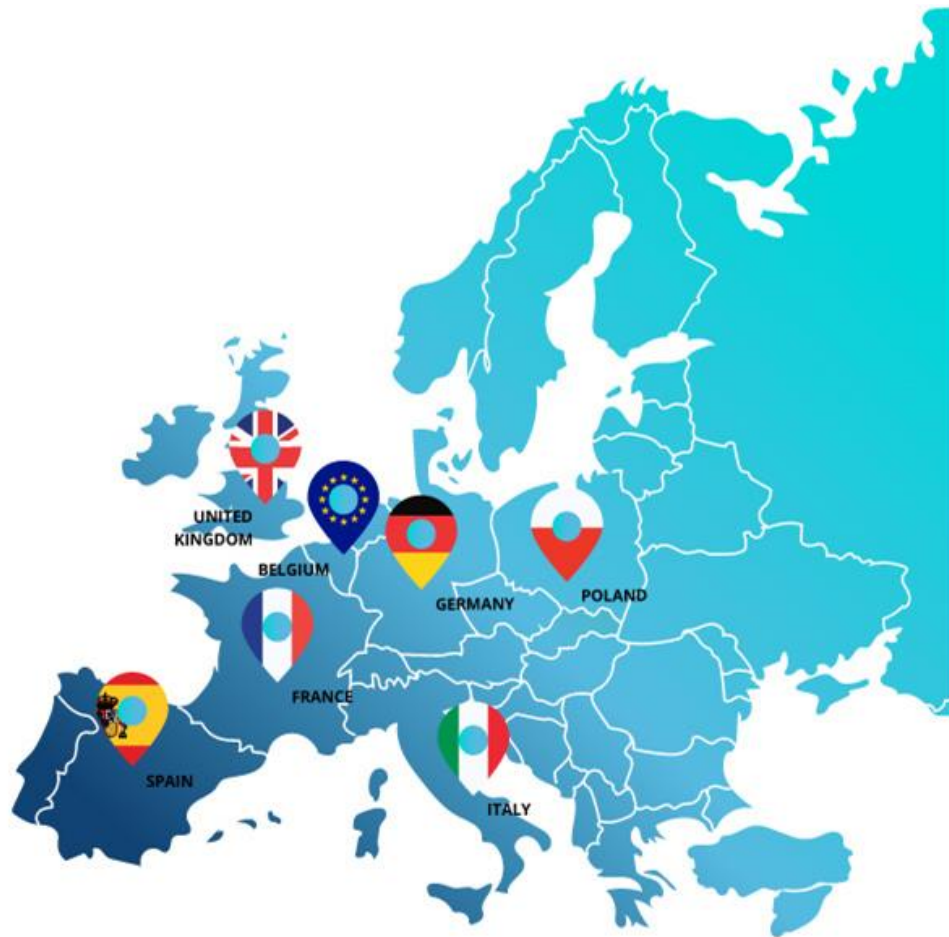 UNITED
KINGDOM
BELGIUM
GERMANY
POLAND
FRANCE
SPAIN
ITALY